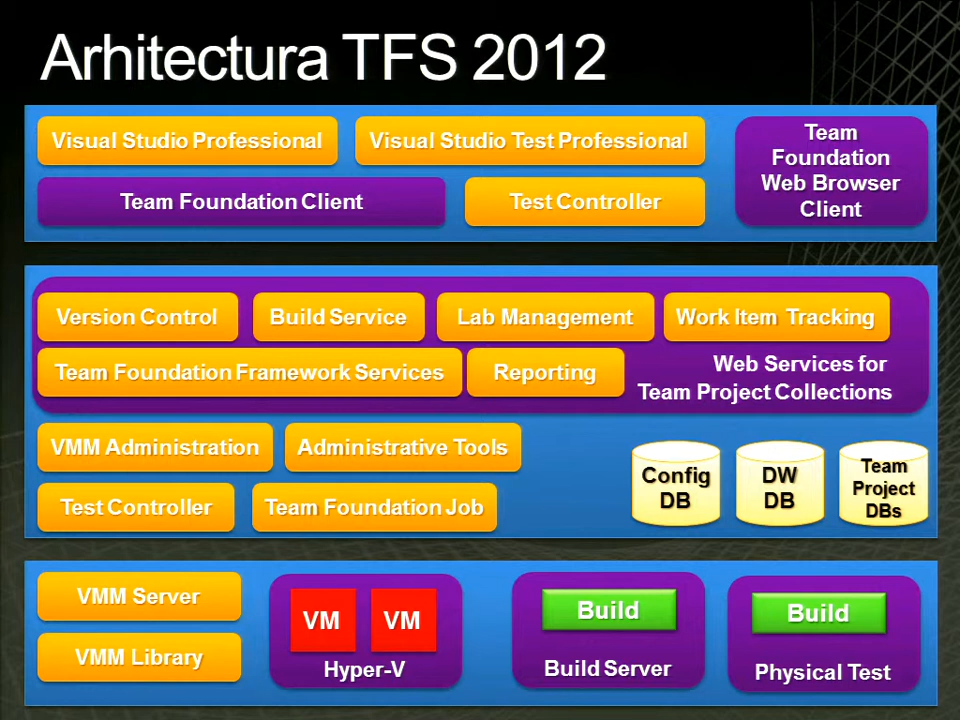 Arhitectura TFS 2012
Visual Studio Professional
Visual Studio Test Professional
Team
Foundation
Web Browser
Client
Team Foundation Client
Test Controller
Version Control
Build Service
Lab Management
Work Item Tracking
Team Foundation Framework Services
Reporting
Web Services for
Team Project Collections
VMM Administration
Administrative Tools
Test Controller
Team Foundation Job
Config
DB
DW
DB
Team
Project
DBs
VMM Server
VMM Library
VM
VM
Hyper-V
Build
Build Server
Build
Physical Test